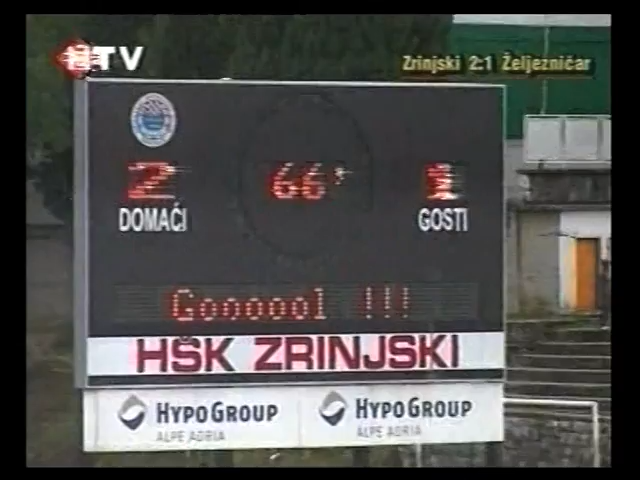 HTV
Zrinjski 2:1 Željezničar
2 66' 1
DOMAĆI GOSTI
Goooool !!!
HŠK ZRINJSKI
HYPO GROUP HYPO GROUP
ALPE ADRIA ALPE ADRIA